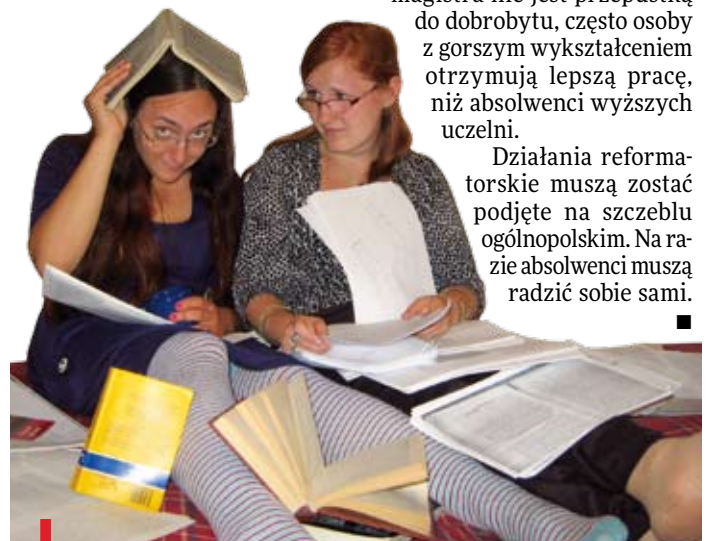 magistra nie jest przepustką
do dobrobytu, często osoby
z gorszym wykształceniem
otrzymują lepszą pracę,
niż absolwenci wyższych
uczelni.
Działania reforma-
torskie muszą zostać
podjęte na szczeblu
ogólnopolskim. Na ra-
zie absolwenci muszą
radzić sobie sami.